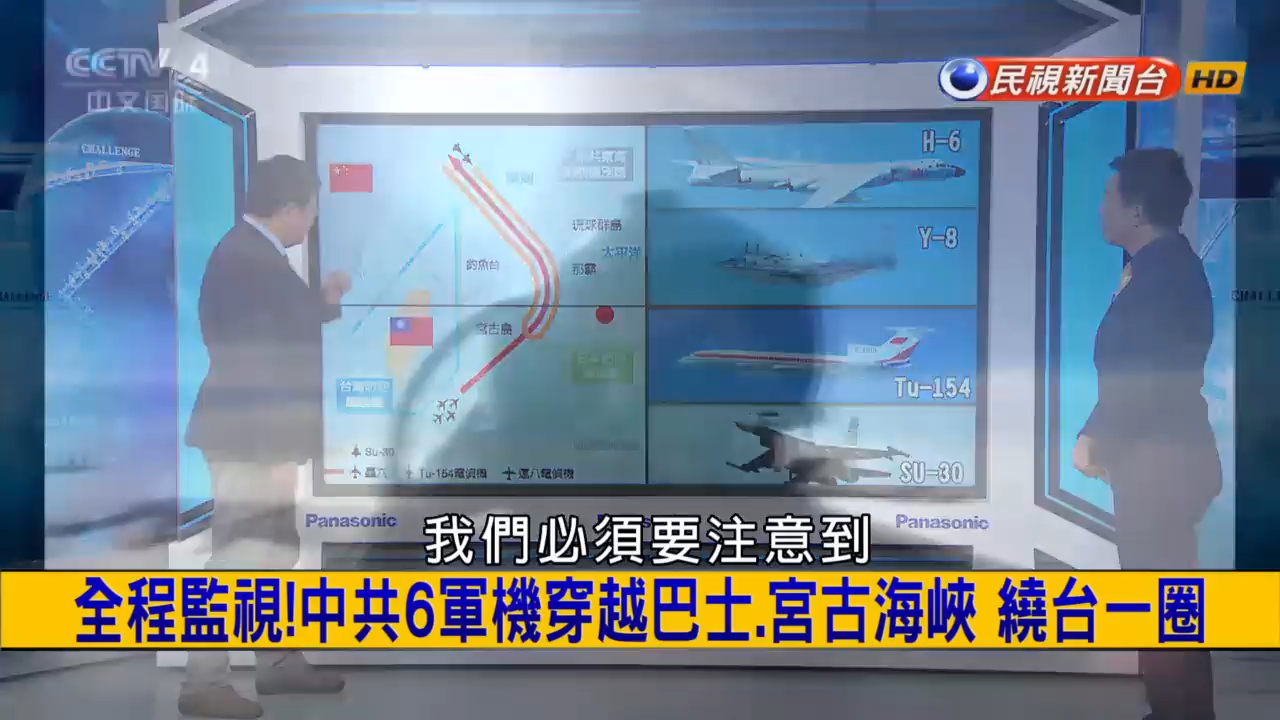 CCTV 4
中文国际
民視新聞台 HD
CHALLENGE
H-6
Y-8
Tu-154
SU-30
琉球群島
太平洋
那霸
釣魚台
宮古島
Su-30
轟六
Tu-154電偵機
運八電偵機
Panasonic
Panasonic
我們必須要注意到
全程監視!中共6軍機穿越巴士.宮古海峽 繞台一圈